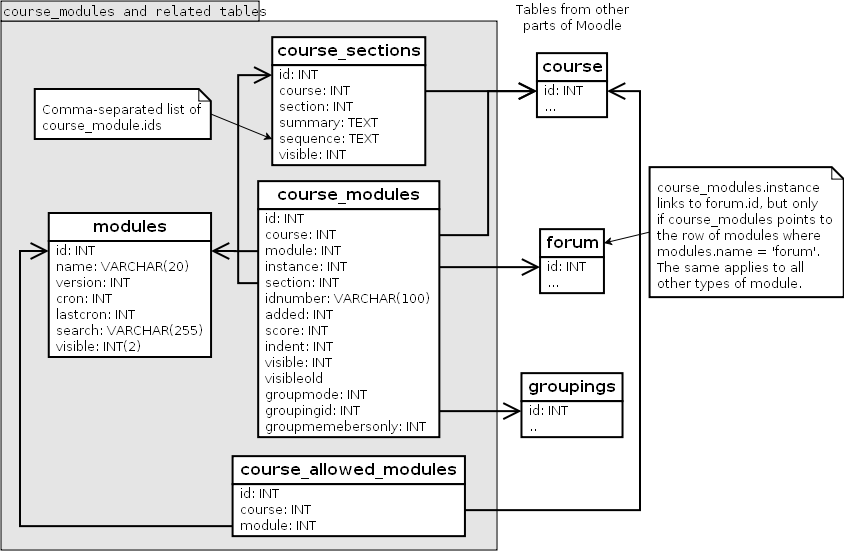 course_modules and related tables
Tables from other
parts of Moodle
course_sections
id: INT
course: INT
section: INT
summary: TEXT
sequence: TEXT
visible: INT
course
id: INT
...
Comma-separated list of
course_module.ids
course_modules
id: INT
course: INT
module: INT
instance: INT
section: INT
idnumber: VARCHAR(100)
added: INT
score: INT
indent: INT
visible: INT
visibleold
groupmode: INT
groupingid: INT
groupmemebersonly: INT
modules
id: INT
name: VARCHAR(20)
version: INT
cron: INT
lastcron: INT
search: VARCHAR(255)
visible: INT(2)
forum
id: INT
...
course_modules.instance
links to forum.id, but only
if course_modules points to
the row of modules where
modules.name = 'forum'.
The same applies to all
other types of module.
groupings
id: INT
..
course_allowed_modules
id: INT
course: INT
module: INT